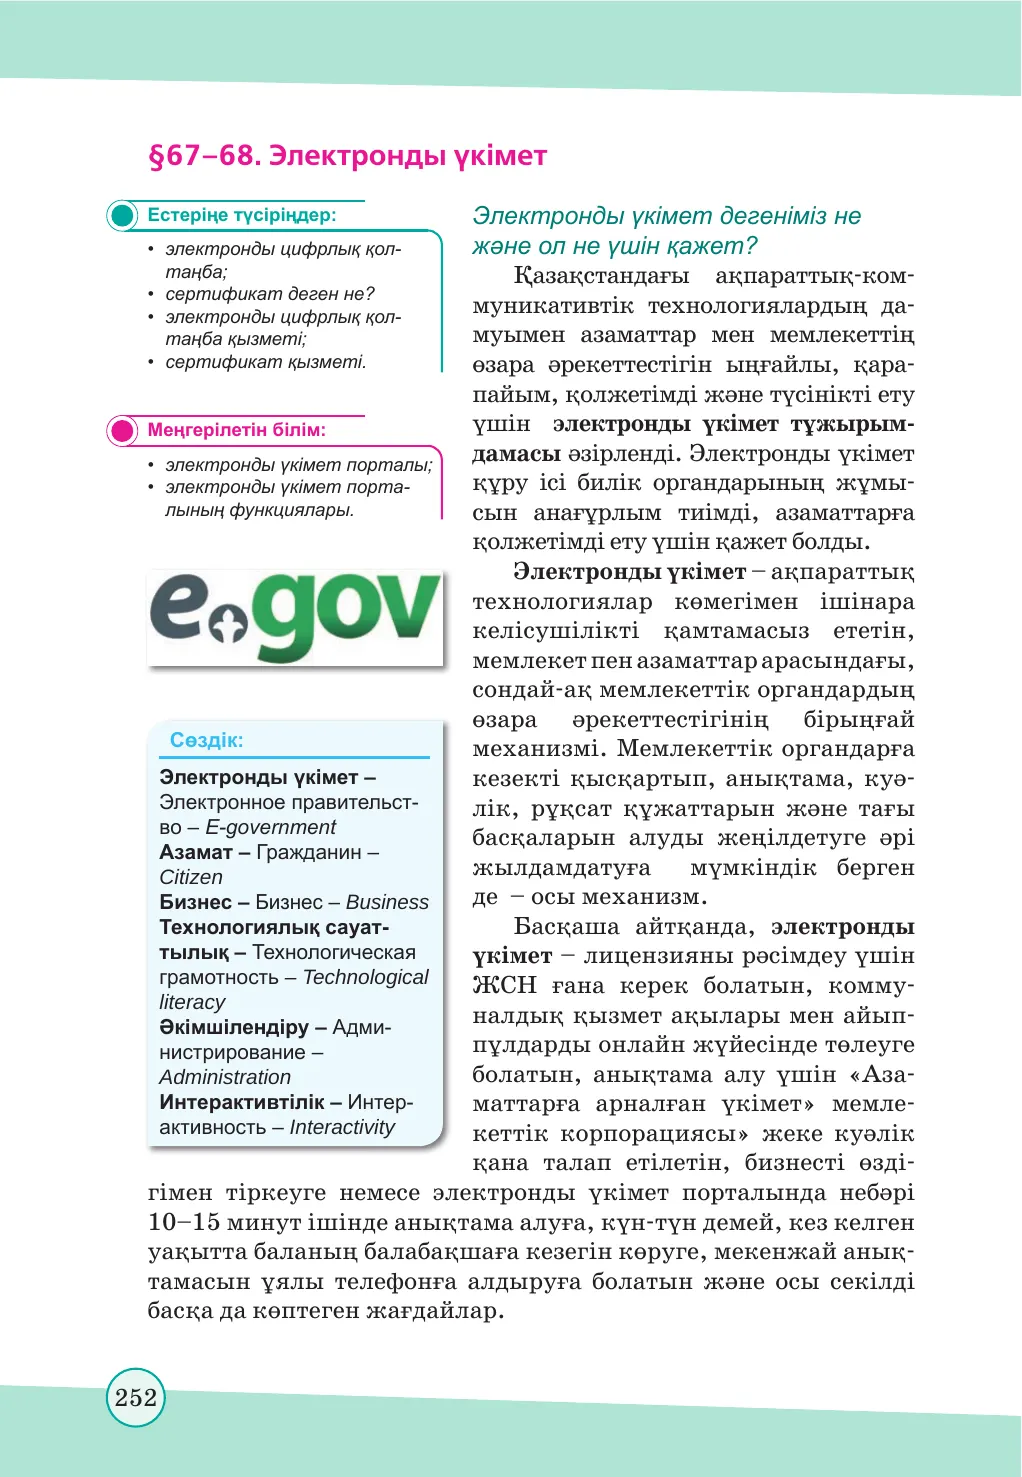 §67–68. Электронды үкімет
Естеріңе түсіріңдер:
• электронды цифрлық қол-
таңба;
• сертификат деген не?
• электронды цифрлық қол-
таңба қызметі;
• сертификат қызметі.
Меңгерілетін білім:
• электронды үкімет порталы;
• электронды үкімет порта-
лының функциялары.
e.gov
Сөздік:
Электронды үкімет –
Электронное правительст-
во – E-government
Азамат – Гражданин –
Citizen
Бизнес – Бизнес – Business
Технологиялық сауат-
тылық – Технологическая
грамотность – Technological
literacy
Әкімшілендіру – Адми-
нистрирование –
Administration
Интерактивтілік – Интер-
активность – Interactivity
Электронды үкімет дегеніміз не
және ол не үшін қажет?
Қазақстандағы ақпараттық-ком-
муникативтік технологиялардың да-
муымен азаматтар мен мемлекеттің
өзара әрекеттестігін ыңғайлы, қара-
пайым, қолжетімді және түсінікті ету
үшін электронды үкімет тұжырым-
дамасы әзірленді. Электронды үкімет
құру ісі билік органдарының жұмы-
сын анағұрлым тиімді, азаматтарға
қолжетімді ету үшін қажет болды.
Электронды үкімет – ақпараттық
технологиялар көмегімен ішінара
келісушілікті қамтамасыз ететін,
мемлекет пен азаматтар арасындағы,
сондай-ақ мемлекеттік органдардың
өзара әрекеттестігінің бірыңғай
механизмі. Мемлекеттік органдарға
кезекті қысқартып, анықтама, куә-
лік, рұқсат құжаттарын және тағы
басқаларын алуды жеңілдетуге әрі
жылдамдатуға мүмкіндік берген
де – осы механизм.
Басқаша айтқанда, электронды
үкімет – лицензияны рәсімдеу үшін
ЖСН ғана керек болатын, комму-
налдық қызмет ақылары мен айып-
пұлдарды онлайн жүйесінде төлеуге
болатын, анықтама алу үшін «Аза-
маттарға арналған үкімет» мемле-
кеттік корпорациясы» жеке куәлік
қана талап етілетін, бизнесті өзді-
гімен тіркеуге немесе электронды үкімет порталында небәрі
10–15 минут ішінде анықтама алуға, күн-түн демей, кез келген
уақытта баланың балабақшаға кезегін көруге, мекенжай анық-
тамасын ұялы телефонға алдыруға болатын және осы секілді
басқа да көптеген жағдайлар.
252